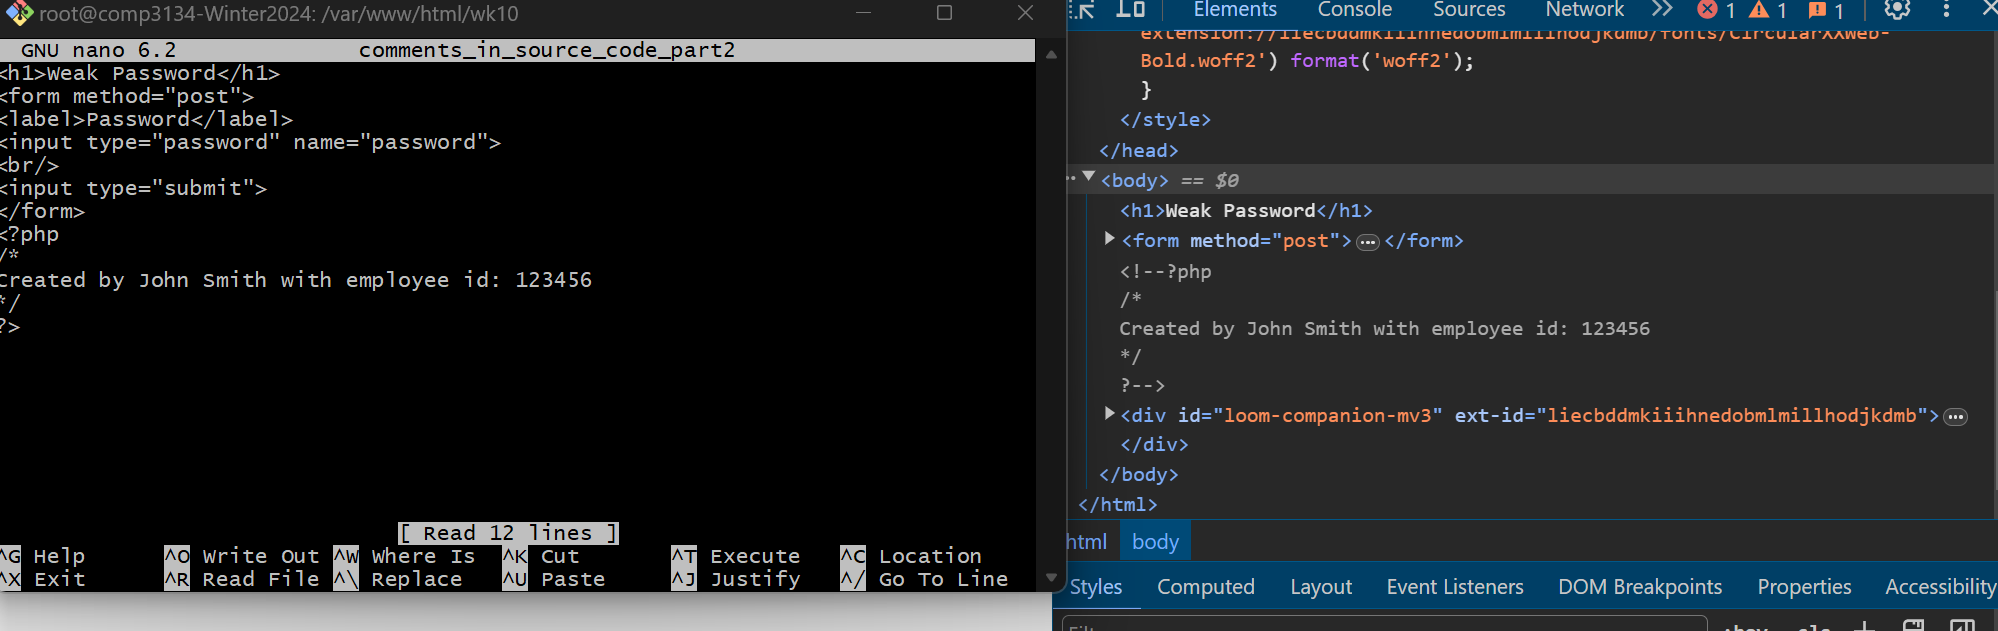 root@comp3134-Winter2024: /var/www/html/wk10
GNU nano 6.2 comments_in_source_code_part2
<h1>Weak Password</h1>
<form method="post">
<label>Password</label>
<input type="password" name="password">
<br/>
<input type="submit">
</form>
<?php
/*
Created by John Smith with employee id: 123456
*/
?>
[ Read 12 lines ]
^G Help ^O Write Out ^W Where Is ^K Cut ^T Execute ^C Location
^X Exit ^R Read File ^\ Replace ^U Paste ^J Justify ^/ Go To Line
Elements Console Sources Network 1 1 1
Bold.woff2') format('woff2');
}
</style>
</head>
<body> == $0
<h1>Weak Password</h1>
<form method="post"> </form>
<!--?php
/*
Created by John Smith with employee id: 123456
*/
?-->
<div id="loom-companion-mv3" ext-id="liecbddmkiiihnedobmlmillhodjkdmb">
</div>
</body>
</html>
html body
Styles Computed Layout Event Listeners DOM Breakpoints Properties Accessibility